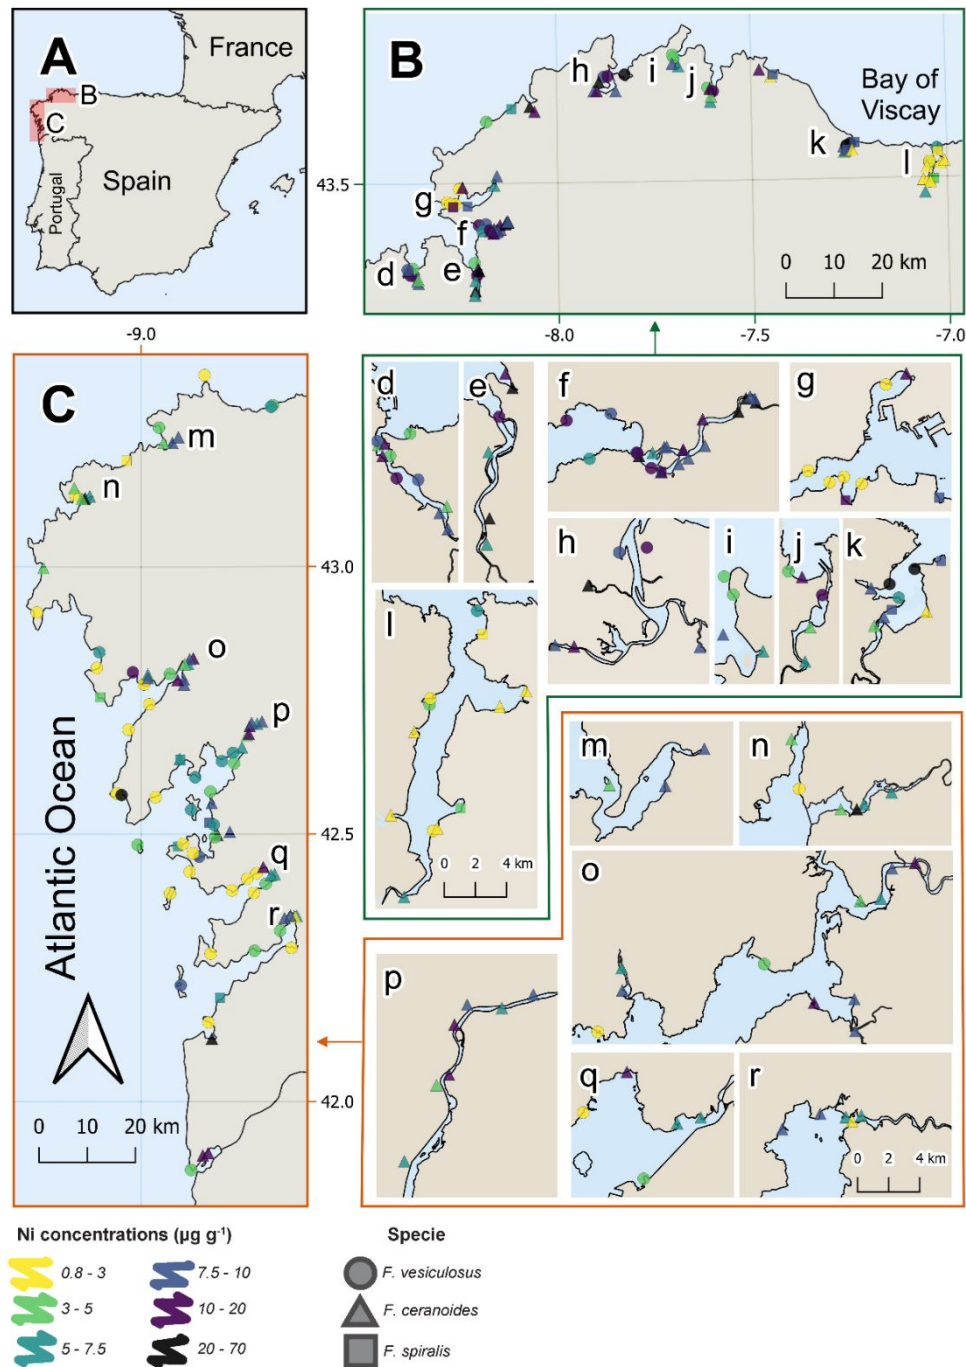 A
France
B
C
Portugal
Spain
B
h
i
j
Bay of
Viscay
k
l
43.5
g
f
d
e
0 10 20 km
-9.0
-8.0
-7.5
-7.0
C
m
n
43.0
o
p
Atlantic Ocean
42.5
q
r
42.0
0 10 20 km
d
e
f
g
h
i
j
k
l
0 2 4 km
m
n
o
p
q
r
0 2 4 km
Ni concentrations (µg g⁻¹)
0.8 - 3
3 - 5
5 - 7.5
7.5 - 10
10 - 20
20 - 70
Specie
F. vesiculosus
F. ceranoides
F. spiralis